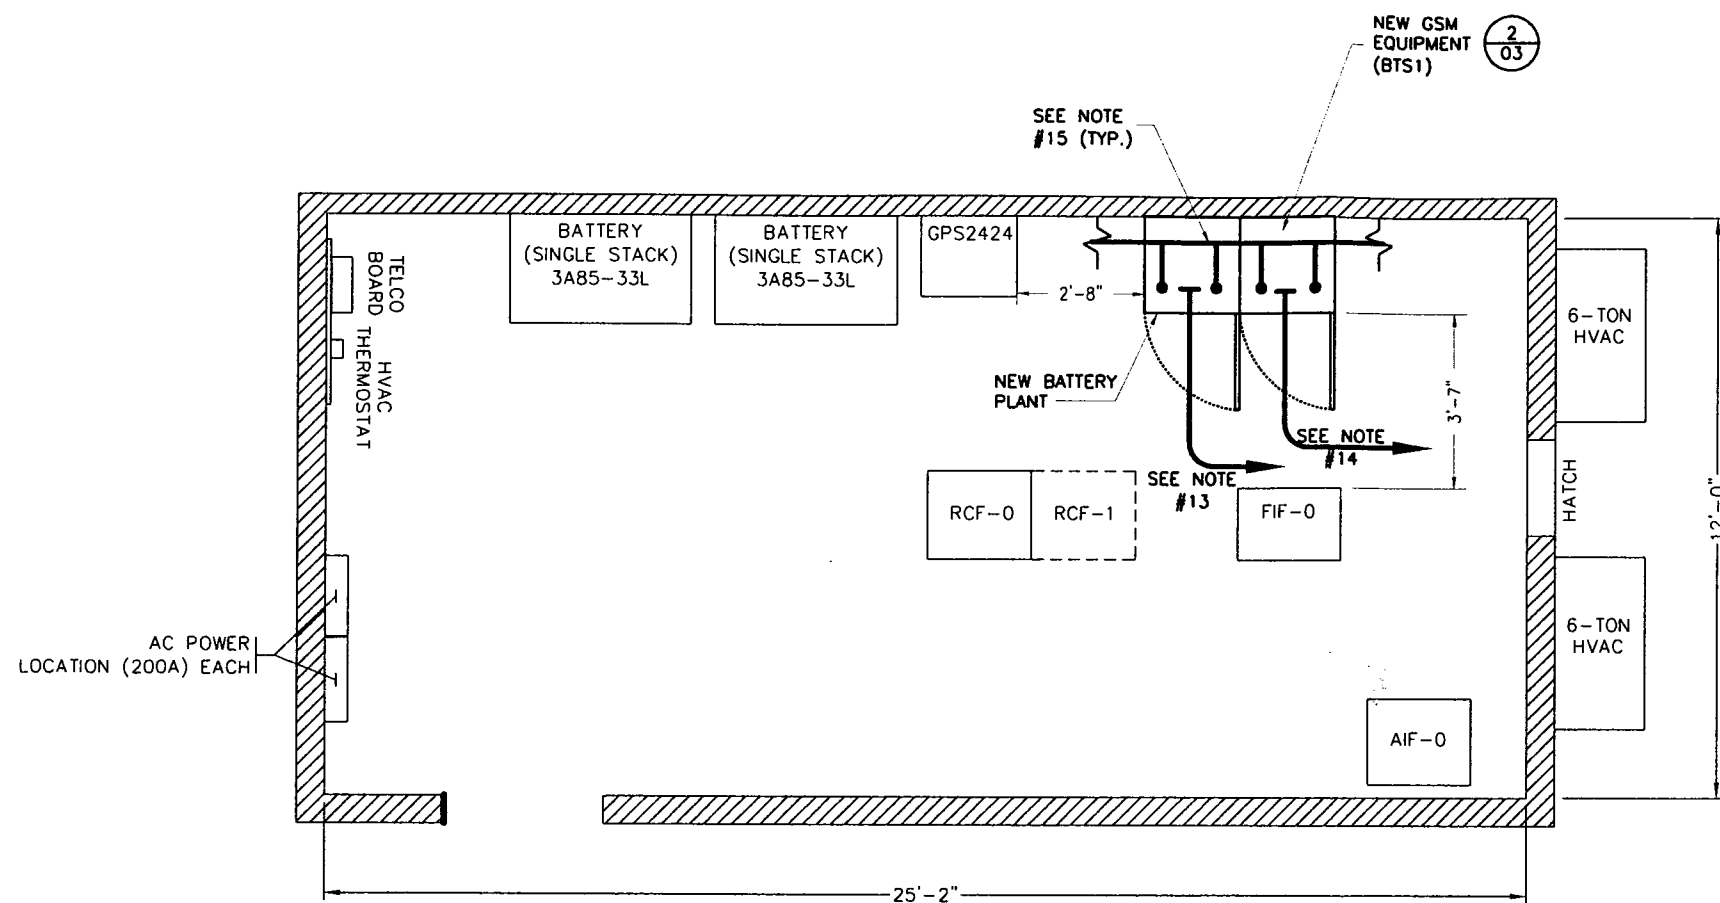 NEW GSM
EQUIPMENT
(BTS1)
2
03
SEE NOTE
#15 (TYP.)
BATTERY
(SINGLE STACK)
3A85-33L
BATTERY
(SINGLE STACK)
3A85-33L
GPS2424
TELCO
BOARD
HVAC
THERMOSTAT
2'-8"
6-TON
HVAC
NEW BATTERY
PLANT
3'-7"
SEE NOTE
#14
SEE NOTE
#13
RCF-0
RCF-1
FIF-0
HATCH
12'-0"
AC POWER
LOCATION (200A) EACH
6-TON
HVAC
AIF-0
25'-2"